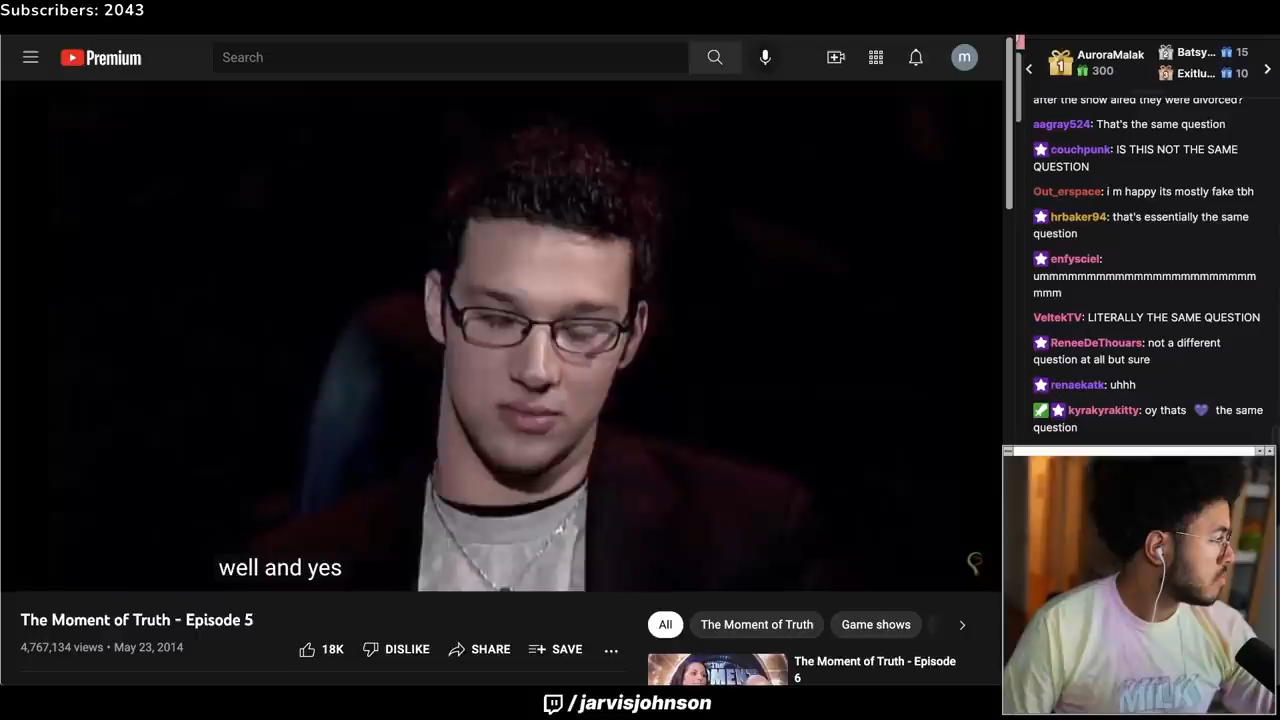 Subscribers: 2043
Premium
Search
m
AuroraMalak
300
Batsy... 15
Exitlu... 10
after the show aired they were divorced?
aagray524: That's the same question
couchpunk: IS THIS NOT THE SAME
QUESTION
Out_erspace: i m happy its mostly fake tbh
hrbaker94: that's essentially the same
question
enfysciel:
ummmmmmmmmmmmmmmmmmmmmmm
mmm
VeltekTV: LITERALLY THE SAME QUESTION
ReneeDeThouars: not a different
question at all but sure
renaekatk: uhhh
kyrakyrakitty: oy thats 💜 the same
question
well and yes
The Moment of Truth - Episode 5
4,767,134 views • May 23, 2014
18K
DISLIKE
SHARE
SAVE
All
The Moment of Truth
Game shows
The Moment of Truth - Episode
6
/jarvisjohnson
MILK